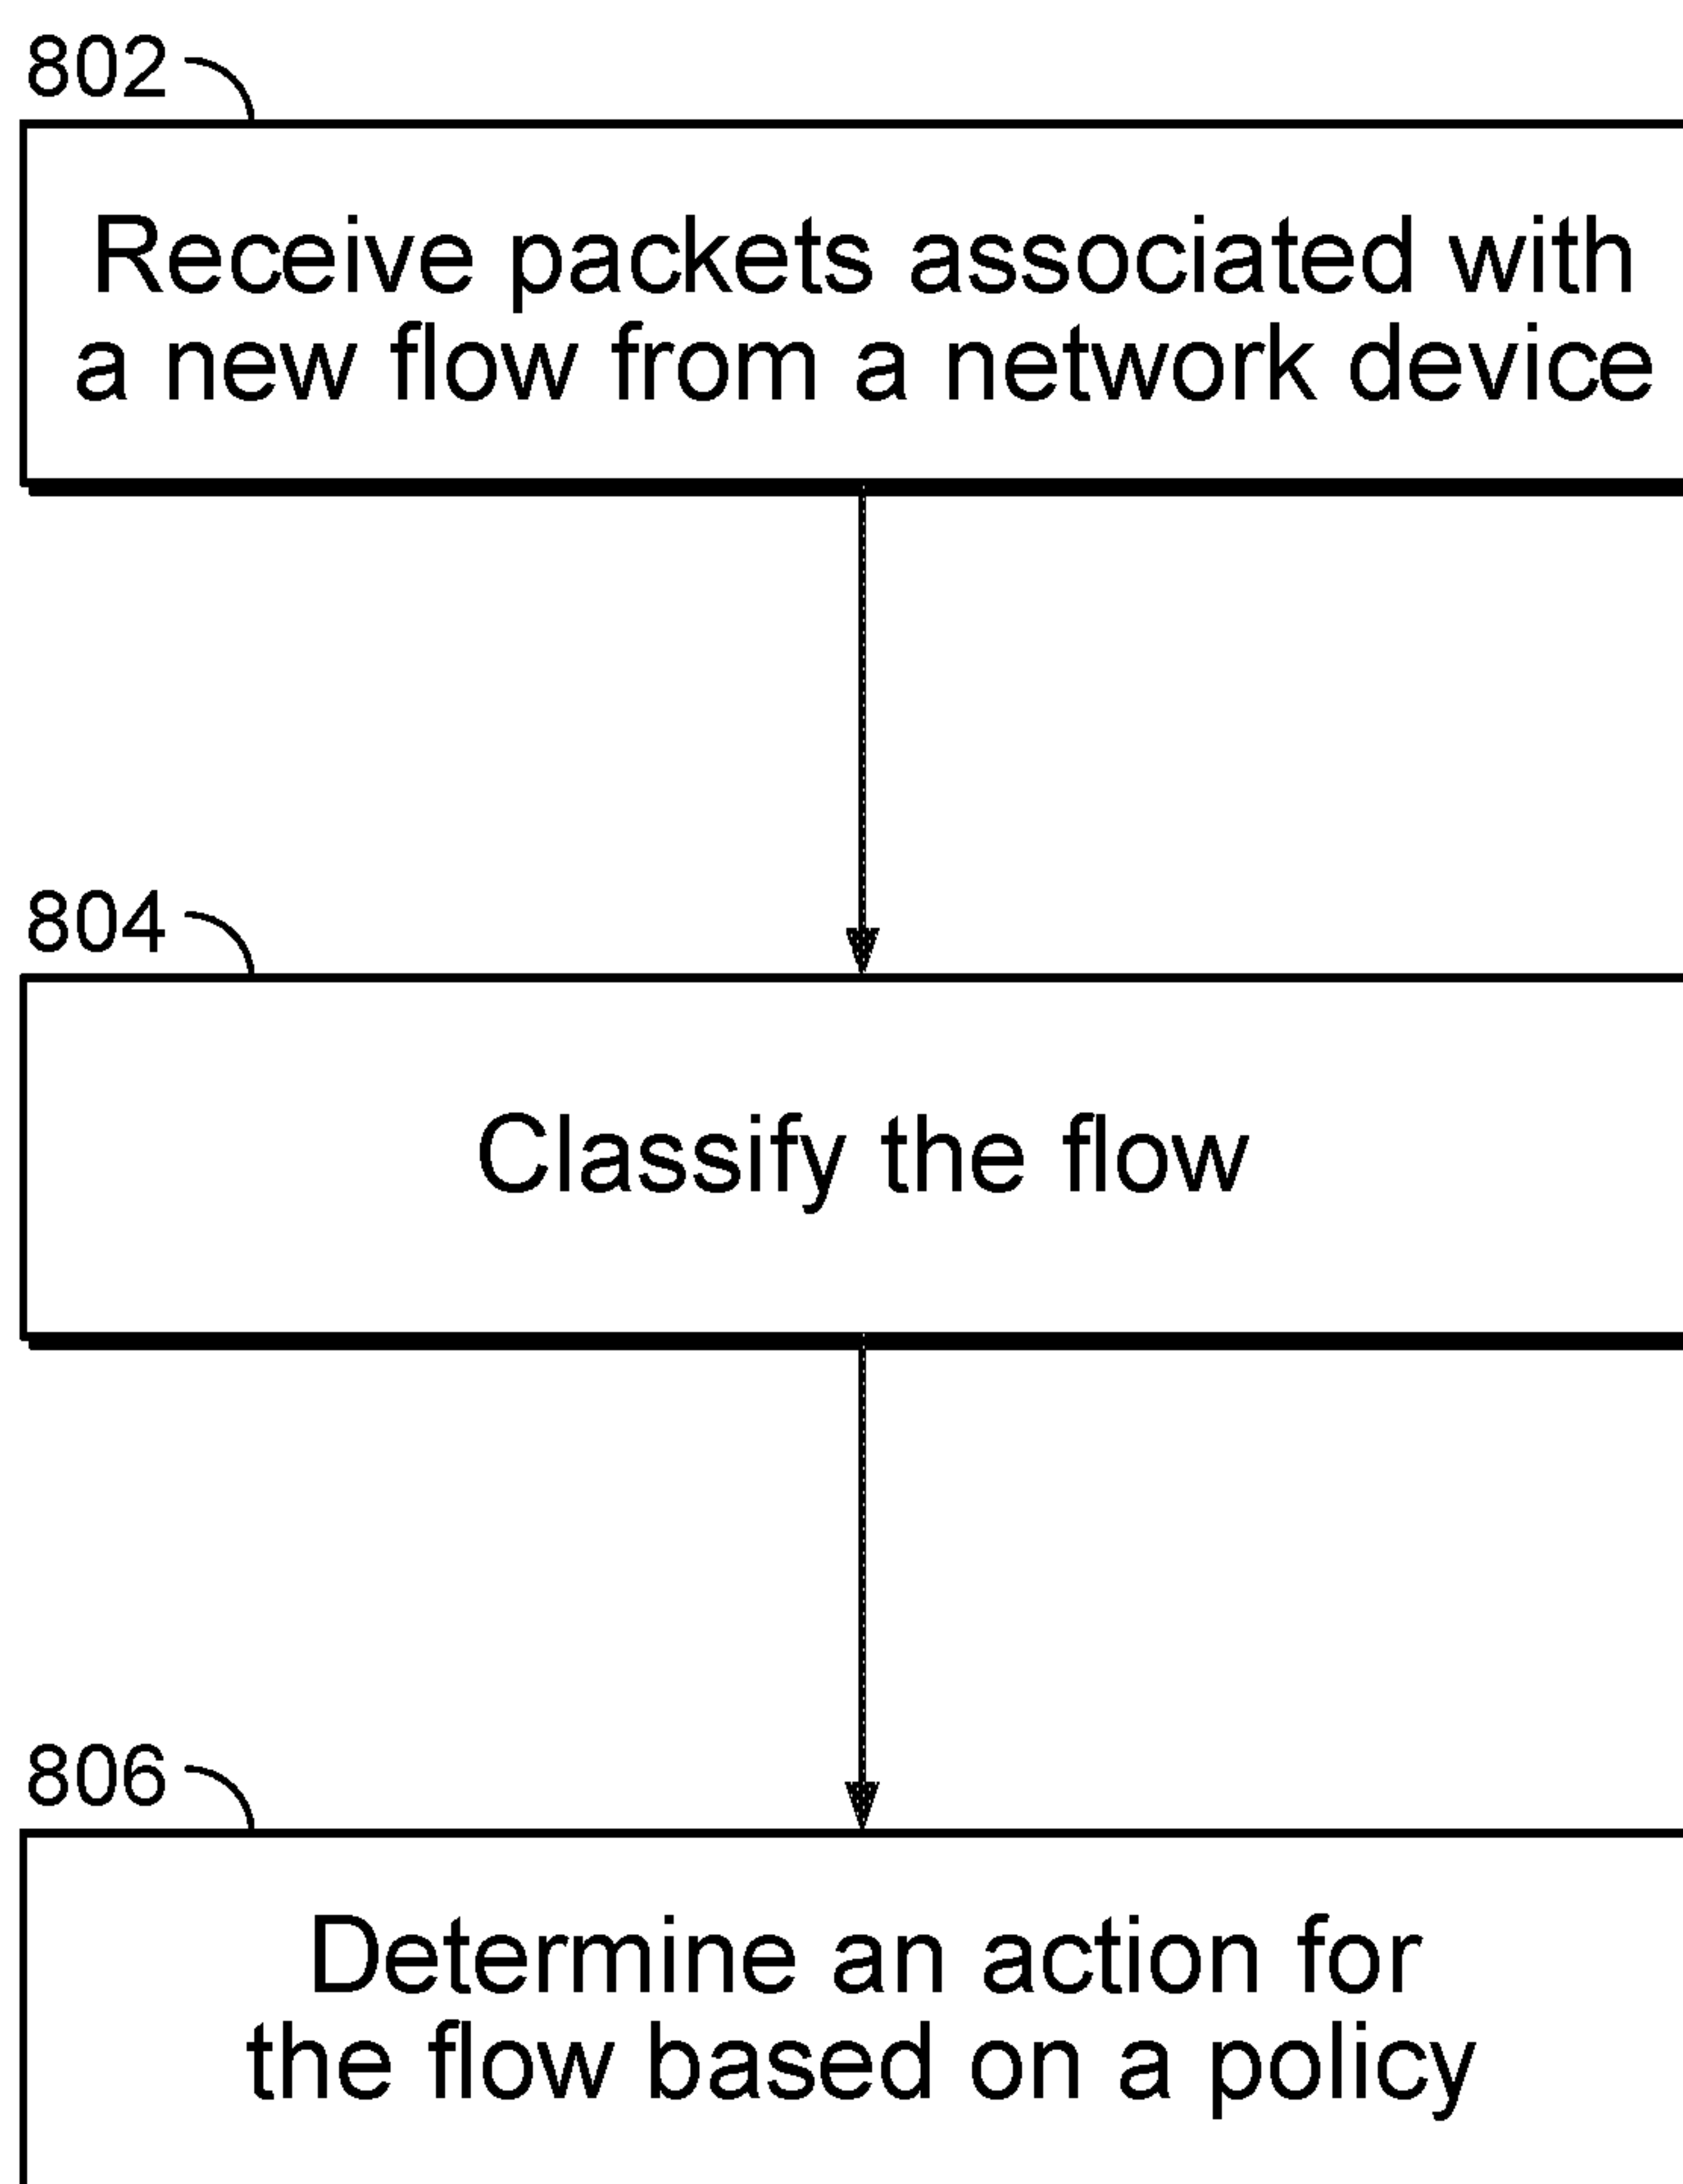 802
Receive packets associated with
a new flow from a network device
804
Classify the flow
806
Determine an action for
the flow based on a policy